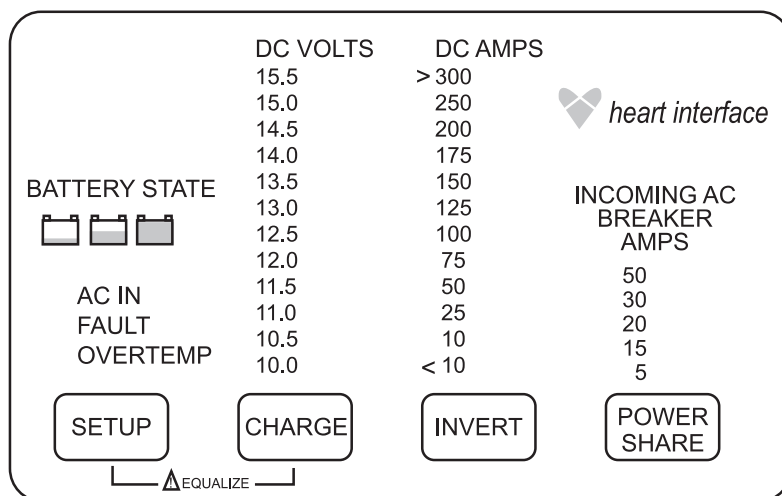 DC VOLTS
15.5
15.0
14.5
14.0
13.5
13.0
12.5
12.0
11.5
11.0
10.5
10.0
DC AMPS
> 300
250
200
175
150
125
100
75
50
25
10
< 10
heart interface
BATTERY STATE
AC IN
FAULT
OVERTEMP
INCOMING AC
BREAKER
AMPS
50
30
20
15
5
SETUP
CHARGE
INVERT
POWER
SHARE
! EQUALIZE